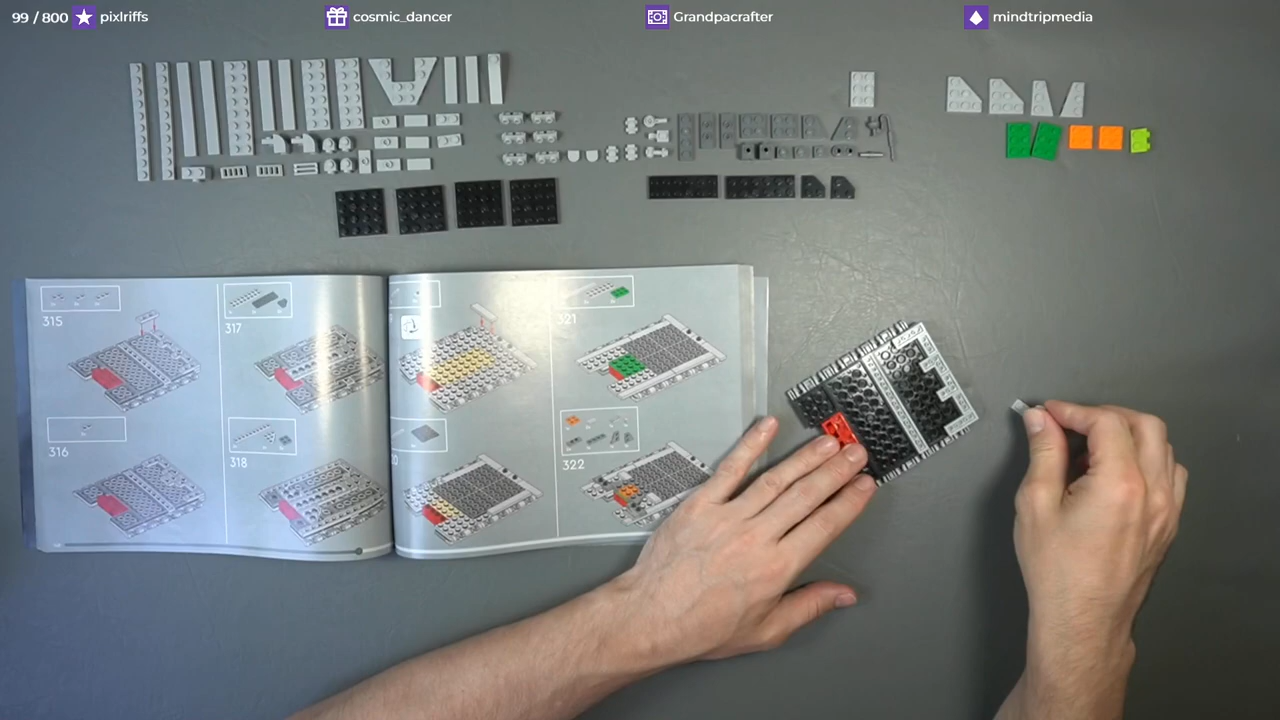 99 / 800 pixlriffs
cosmic_dancer
Grandpacrafter
mindtripmedia
315
317
321
316
318
322